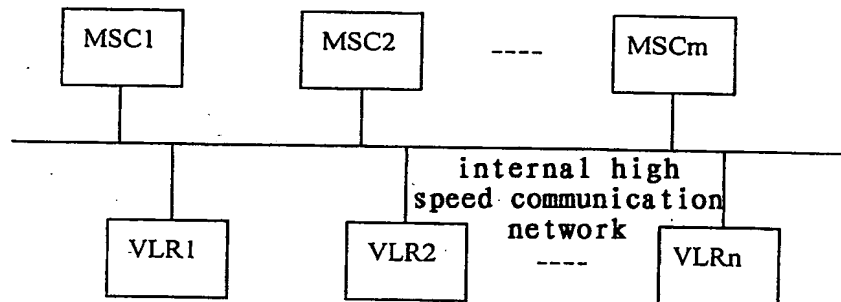 MSC1 MSC2 ---- MSCm
internal high
speed communication
network
VLR1 VLR2 ---- VLRn